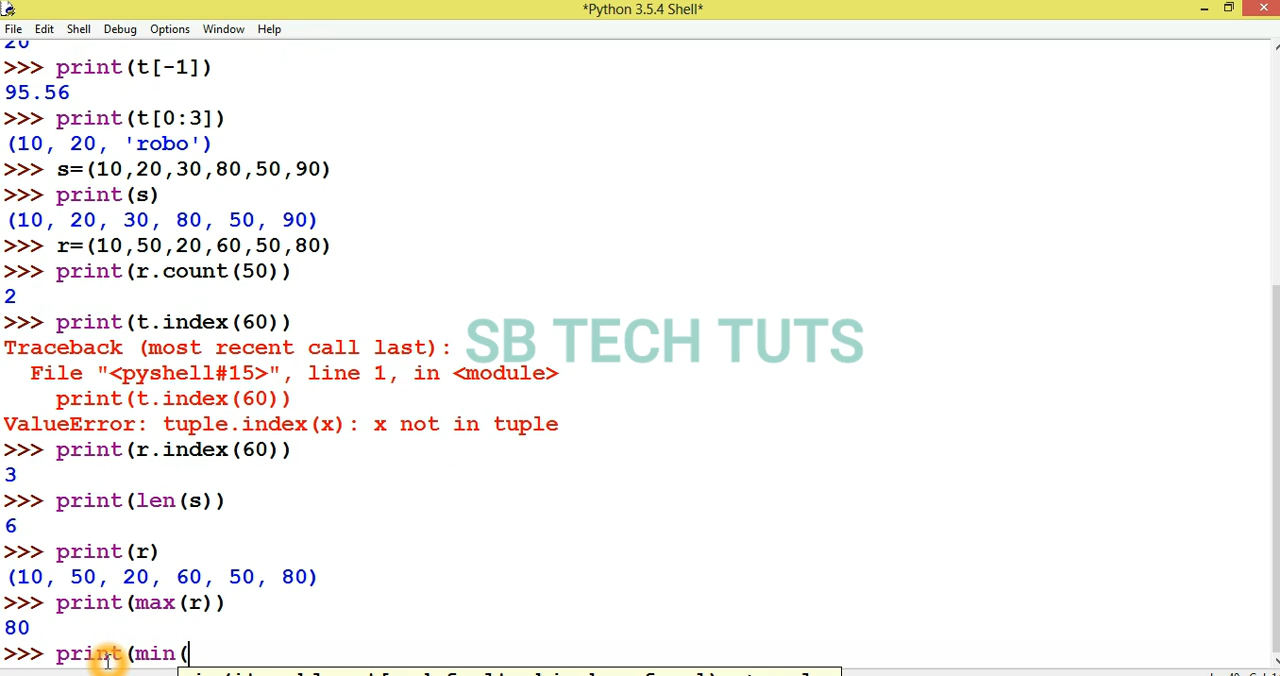 *Python 3.5.4 Shell*
File Edit Shell Debug Options Window Help
20
>>> print(t[-1])
95.56
>>> print(t[0:3])
(10, 20, 'robo')
>>> s=(10,20,30,80,50,90)
>>> print(s)
(10, 20, 30, 80, 50, 90)
>>> r=(10,50,20,60,50,80)
>>> print(r.count(50))
2
>>> print(t.index(60))
Traceback (most recent call last):
File "<pyshell#15>", line 1, in <module>
print(t.index(60))
ValueError: tuple.index(x): x not in tuple
>>> print(r.index(60))
3
>>> print(len(s))
6
>>> print(r)
(10, 50, 20, 60, 50, 80)
>>> print(max(r))
80
>>> print(min(
SB TECH TUTS